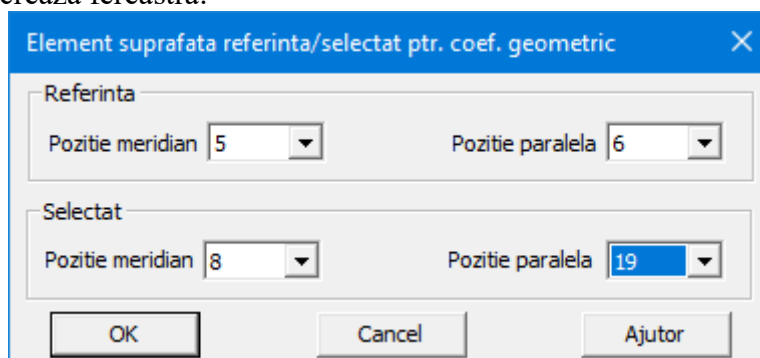 Element suprafata referinta/selectat ptr. coef. geometric
Referinta
Pozitie meridian 5 Pozitie paralela 6
Selectat
Pozitie meridian 8 Pozitie paralela 19
OK Cancel Ajutor